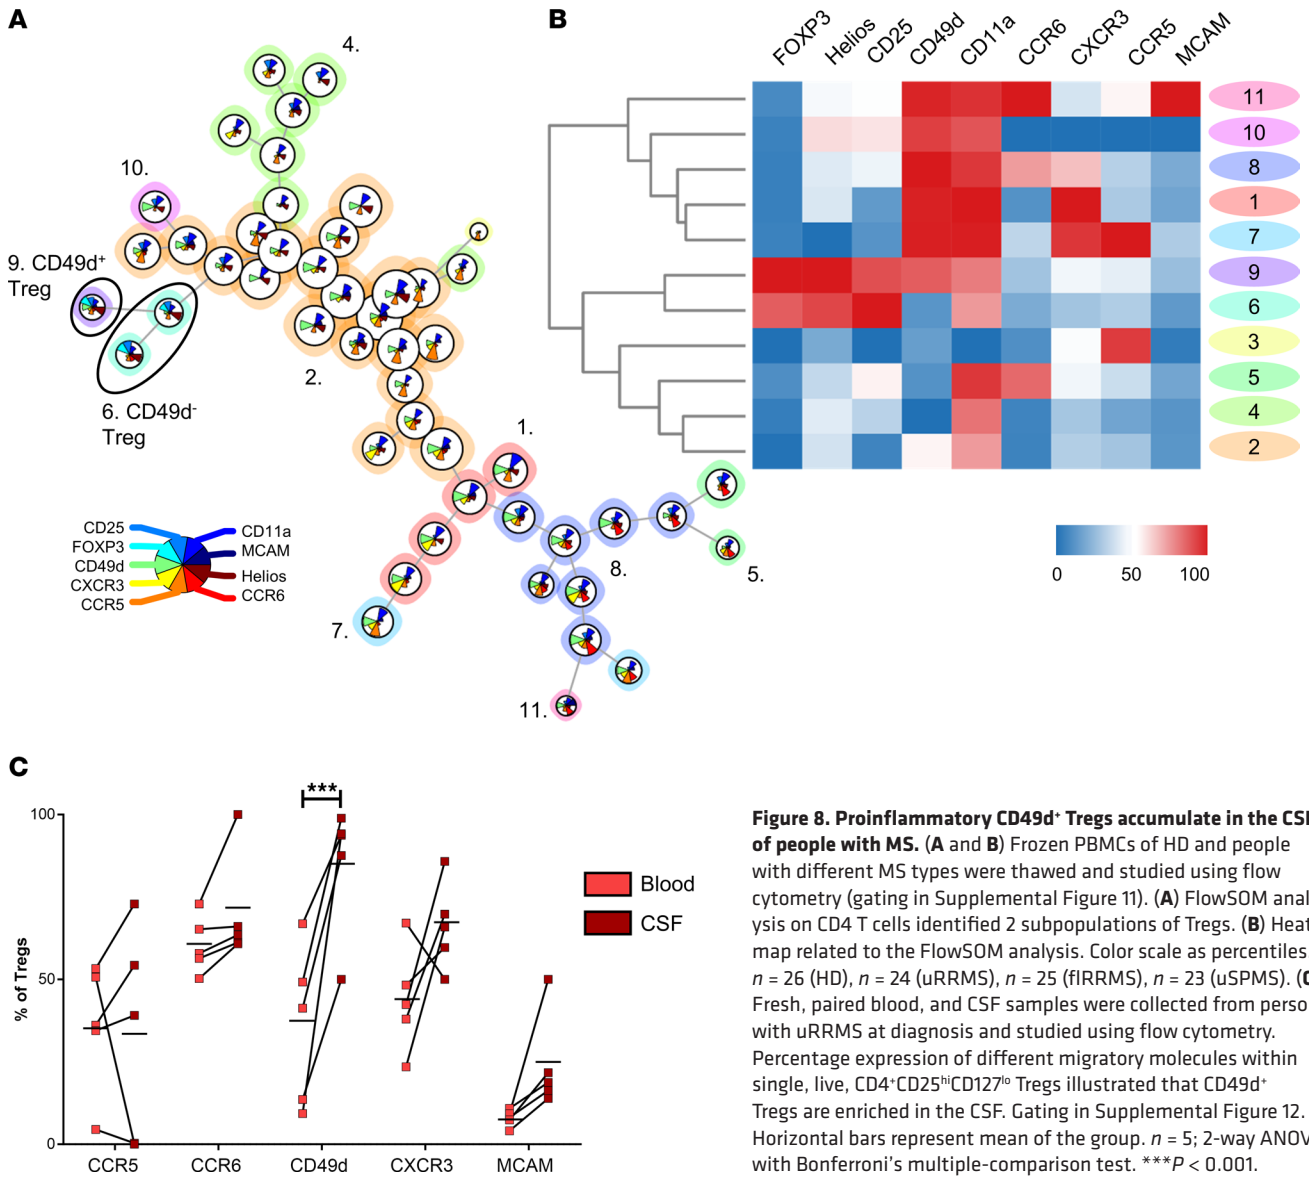 A
B
FOXP3
Helios
CD25
CD49d
CD11a
CCR6
CXCR3
CCR5
MCAM
4.
10.
9. CD49d⁺
Treg
2.
6. CD49d⁻
Treg
1.
7.
8.
5.
11.
CD25
FOXP3
CD49d
CXCR3
CCR5
CD11a
MCAM
Helios
CCR6
11
10
8
1
7
9
6
3
5
4
2
0 50 100
C
% of Tregs
100
50
0
***
CCR5 CCR6 CD49d CXCR3 MCAM
Blood
CSF
Figure 8. Proinflammatory CD49d⁺ Tregs accumulate in the CSF
of people with MS. (A and B) Frozen PBMCs of HD and people
with different MS types were thawed and studied using flow
cytometry (gating in Supplemental Figure 11). (A) FlowSOM anal
ysis on CD4 T cells identified 2 subpopulations of Tregs. (B) Heat
map related to the FlowSOM analysis. Color scale as percentiles
n = 26 (HD), n = 24 (uRRMS), n = 25 (flRRMS), n = 23 (uSPMS). (C
Fresh, paired blood, and CSF samples were collected from perso
with uRRMS at diagnosis and studied using flow cytometry.
Percentage expression of different migratory molecules within
single, live, CD4⁺CD25ʰⁱCD127ˡᵒ Tregs illustrated that CD49d⁺
Tregs are enriched in the CSF. Gating in Supplemental Figure 12.
Horizontal bars represent mean of the group. n = 5; 2-way ANOV
with Bonferroni's multiple-comparison test. ***P < 0.001.